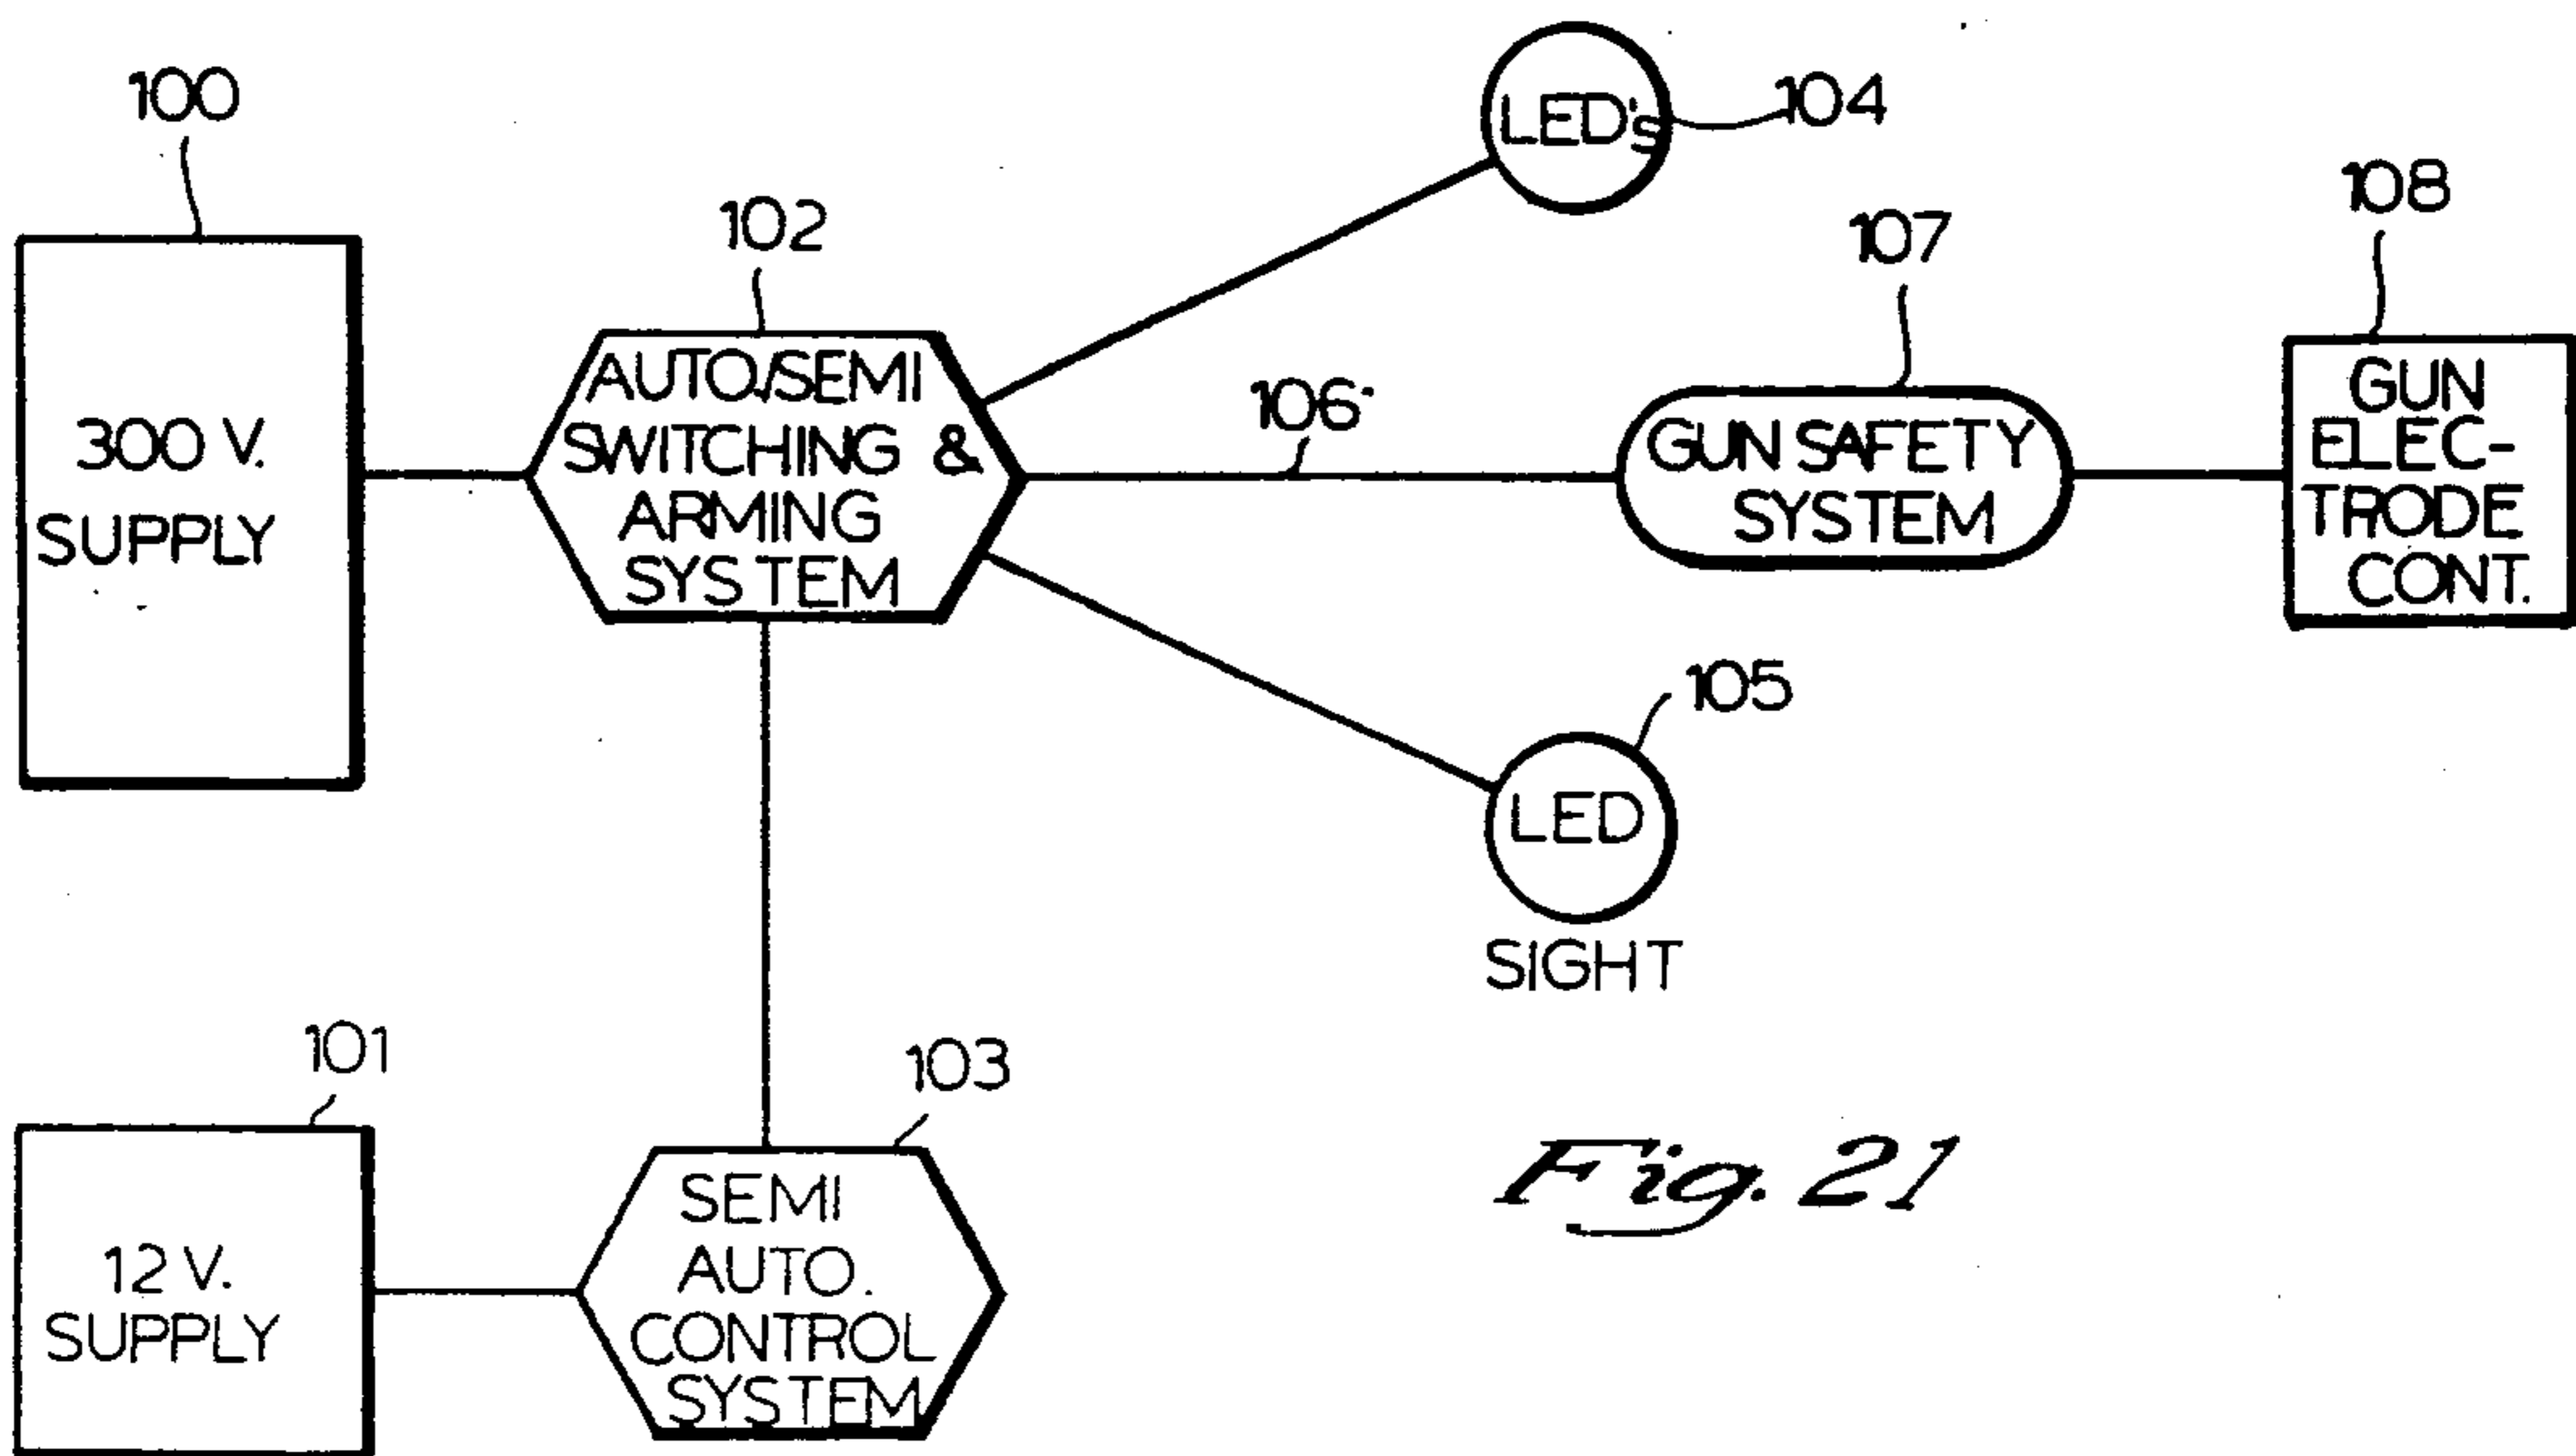 100
300 V.
SUPPLY
102
AUTO./SEMI
SWITCHING &
ARMING
SYSTEM
LED's
104
106
107
GUN SAFETY
SYSTEM
108
GUN
ELEC-
TRODE
CONT.
105
LED
SIGHT
101
12 V.
SUPPLY
103
SEMI
AUTO.
CONTROL
SYSTEM
Fig. 21